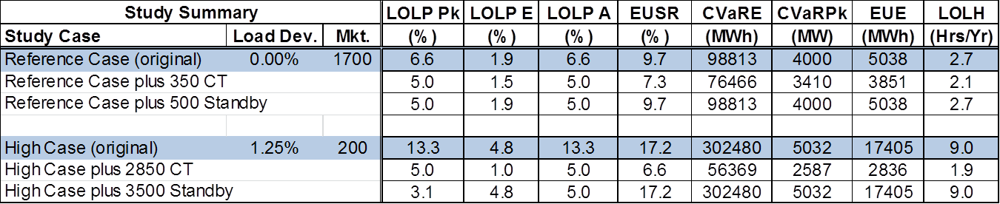 Study Summary LOLP Pk LOLP E LOLP A EUSR CVaRE CVaRPk EUE LOLH
Study Case Load Dev. Mkt. (%) (%) (%) (%) (MWh) (MW) (MWh) (Hrs/Yr)
Reference Case (original) 0.00% 1700 6.6 1.9 6.6 9.7 98813 4000 5038 2.7
Reference Case plus 350 CT 5.0 1.5 5.0 7.3 76466 3410 3851 2.1
Reference Case plus 500 Standby 5.0 1.9 5.0 9.7 98813 4000 5038 2.7
High Case (original) 1.25% 200 13.3 4.8 13.3 17.2 302480 5032 17405 9.0
High Case plus 2850 CT 5.0 1.0 5.0 6.6 56369 2587 2836 1.9
High Case plus 3500 Standby 3.1 4.8 5.0 17.2 302480 5032 17405 9.0